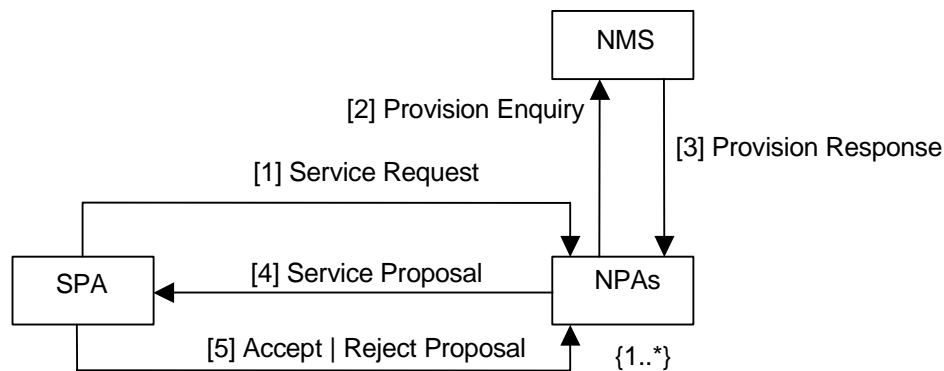 NMS
[2] Provision Enquiry
[3] Provision Response
[1] Service Request
SPA
[4] Service Proposal
NPAs
[5] Accept | Reject Proposal
{1..*}